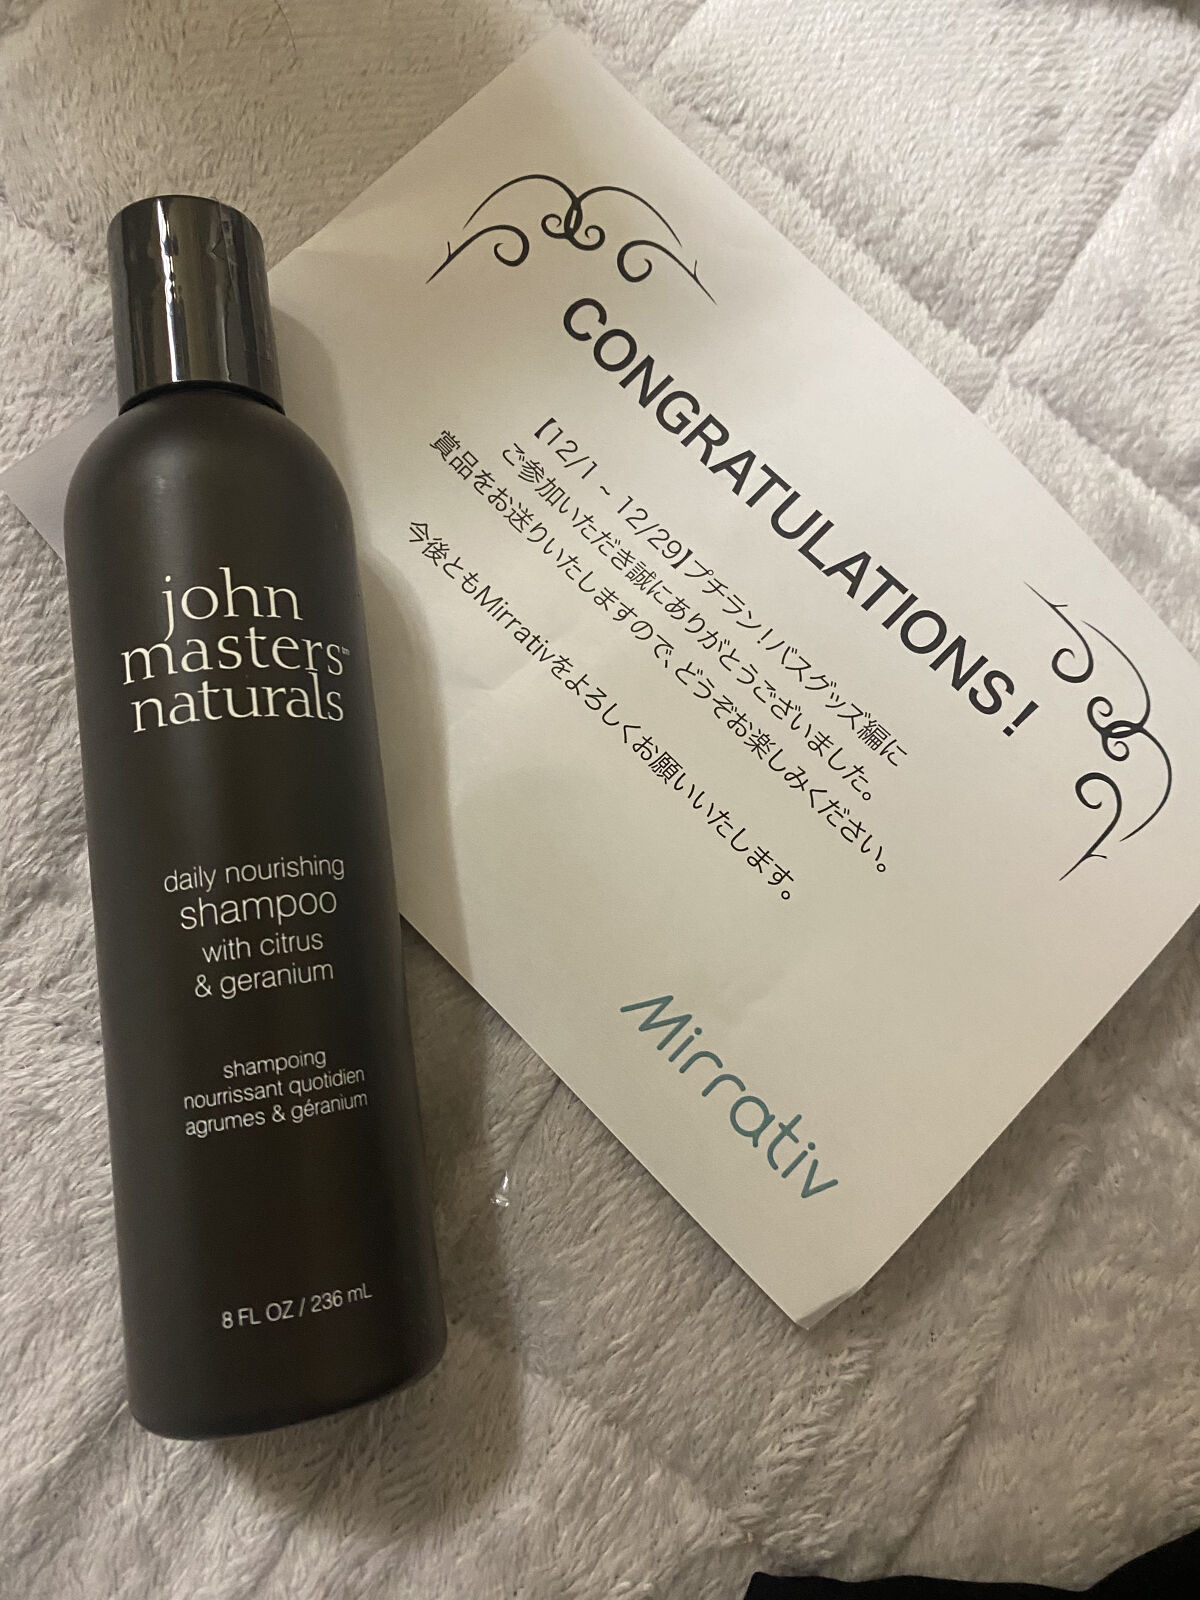 john
masters™
naturals
daily nourishing
shampoo
with citrus
& geranium
shampoing
nourrissant quotidien
agrumes & géranium
8 FL OZ / 236 mL
CONGRATULATIONS!
【12/1 ~ 12/29】プチラン！バスグッズ編に
ご参加いただき誠にありがとうございました。
賞品をお送りいたしますので、どうぞお楽しみください。
今後ともMirrativをよろしくお願いいたします。
Mirrativ